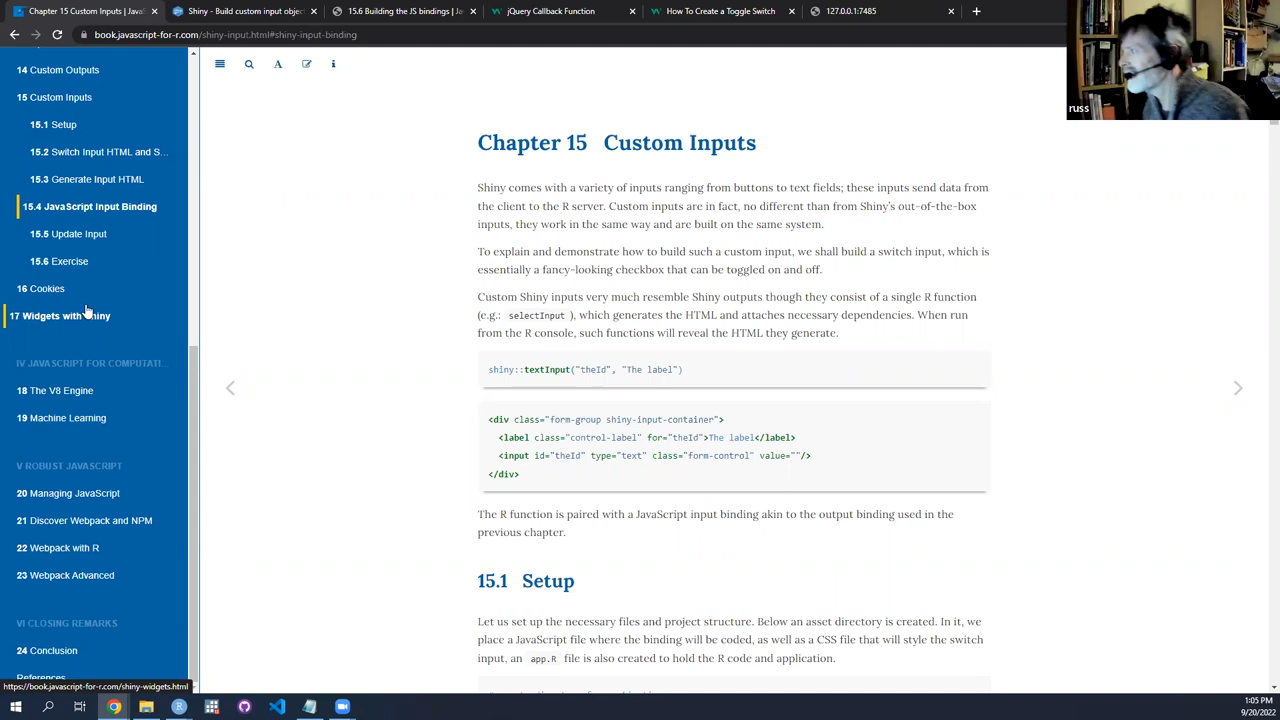 Chapter 15 Custom Inputs | JavaS
Shiny - Build custom input objec
15.6 Building the JS bindings | Ja
jQuery Callback Function
How To Create a Toggle Switch
127.0.0.1:7485
book.javascript-for-r.com/shiny-input.html#shiny-input-binding
russ
14 Custom Outputs
15 Custom Inputs
15.1 Setup
15.2 Switch Input HTML and S...
15.3 Generate Input HTML
15.4 JavaScript Input Binding
15.5 Update Input
15.6 Exercise
16 Cookies
17 Widgets with Shiny
IV JAVASCRIPT FOR COMPUTATI...
18 The V8 Engine
19 Machine Learning
V ROBUST JAVASCRIPT
20 Managing JavaScript
21 Discover Webpack and NPM
22 Webpack with R
23 Webpack Advanced
VI CLOSING REMARKS
24 Conclusion
References
https://book.javascript-for-r.com/shiny-widgets.html
Chapter 15 Custom Inputs
Shiny comes with a variety of inputs ranging from buttons to text fields; these inputs send data from
the client to the R server. Custom inputs are in fact, no different than from Shiny's out-of-the-box
inputs, they work in the same way and are built on the same system.
To explain and demonstrate how to build such a custom input, we shall build a switch input, which is
essentially a fancy-looking checkbox that can be toggled on and off.
Custom Shiny inputs very much resemble Shiny outputs though they consist of a single R function
(e.g.: selectInput ), which generates the HTML and attaches necessary dependencies. When run
from the R console, such functions will reveal the HTML they generate.
shiny::textInput("theId", "The label")
<div class="form-group shiny-input-container">
<label class="control-label" for="theId">The label</label>
<input id="theId" type="text" class="form-control" value=""/>
</div>
The R function is paired with a JavaScript input binding akin to the output binding used in the
previous chapter.
15.1 Setup
Let us set up the necessary files and project structure. Below an asset directory is created. In it, we
place a JavaScript file where the binding will be coded, as well as a CSS file that will style the switch
input, an app.R file is also created to hold the R code and application.
1:05 PM
9/20/2022